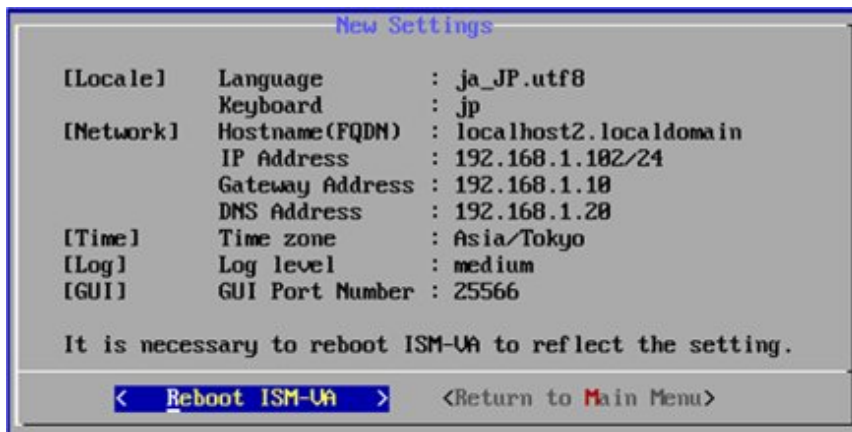 New Settings
[Locale] Language : ja_JP.utf8
Keyboard : jp
[Network] Hostname(FQDN) : localhost2.localdomain
IP Address : 192.168.1.102/24
Gateway Address : 192.168.1.10
DNS Address : 192.168.1.20
[Time] Time zone : Asia/Tokyo
[Log] Log level : medium
[GUI] GUI Port Number : 25566
It is necessary to reboot ISM-VA to reflect the setting.
< Reboot ISM-VA > <Return to Main Menu>